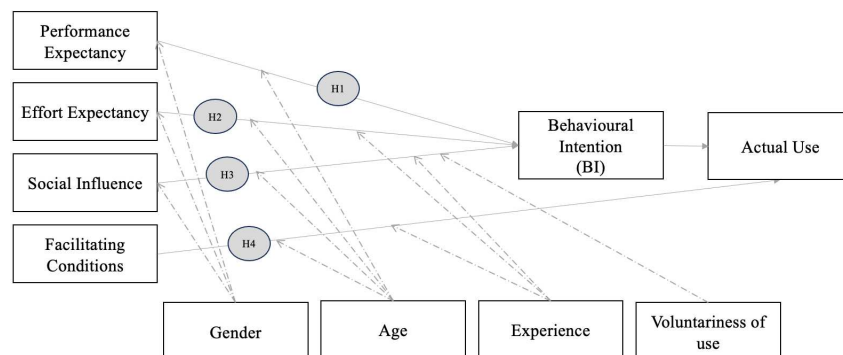 Performance
Expectancy
H1
Effort Expectancy
H2
Behavioural
Intention
(BI)
Actual Use
Social Influence
H3
Facilitating
Conditions
H4
Gender
Age
Experience
Voluntariness of
use